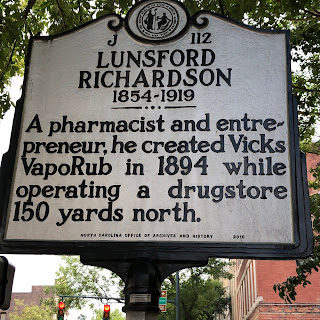 J 112
LUNSFORD
RICHARDSON
1854-1919
A pharmacist and entre-
preneur, he created Vicks
VapoRub in 1894 while
operating a drugstore
150 yards north.
NORTH CAROLINA OFFICE OF ARCHIVES AND HISTORY 2010